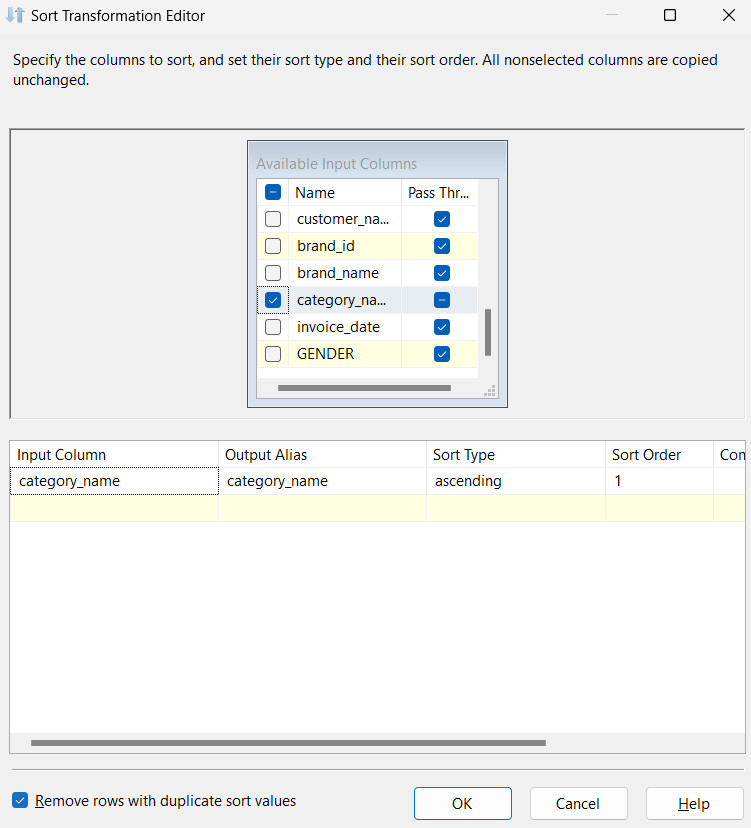 Sort Transformation Editor
Specify the columns to sort, and set their sort type and their sort order. All nonselected columns are copied
unchanged.
Available Input Columns
Name Pass Thr...
customer_na...
brand_id
brand_name
category_na...
invoice_date
GENDER
Input Column Output Alias Sort Type Sort Order Con
category_name category_name ascending 1
Remove rows with duplicate sort values OK Cancel Help